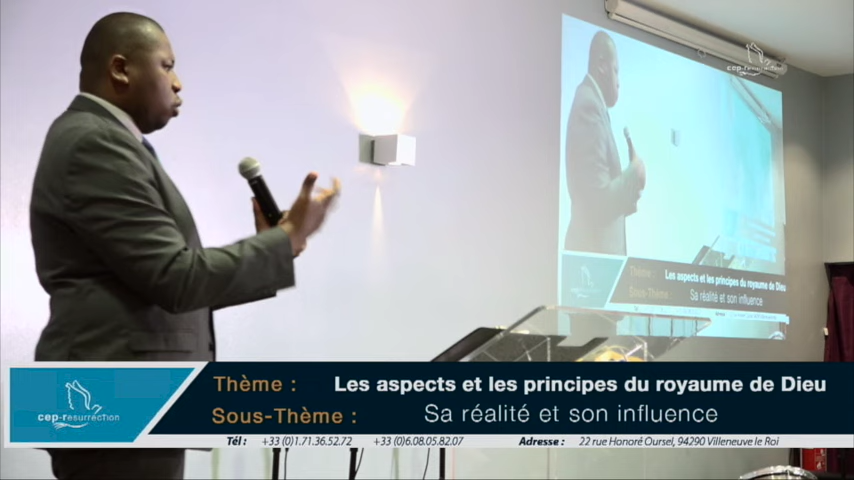 cep-résurrection
Thème : Les aspects et les principes du royaume de Dieu
Sous-Thème : Sa réalité et son influence
cep-résurrection
Thème : Les aspects et les principes du royaume de Dieu
Sous-Thème : Sa réalité et son influence
Tél : +33 (0)1.71.36.52.72 +33 (0)6.08.05.82.07 Adresse : 22 rue Honoré Oursel, 94290 Villeneuve le Roi